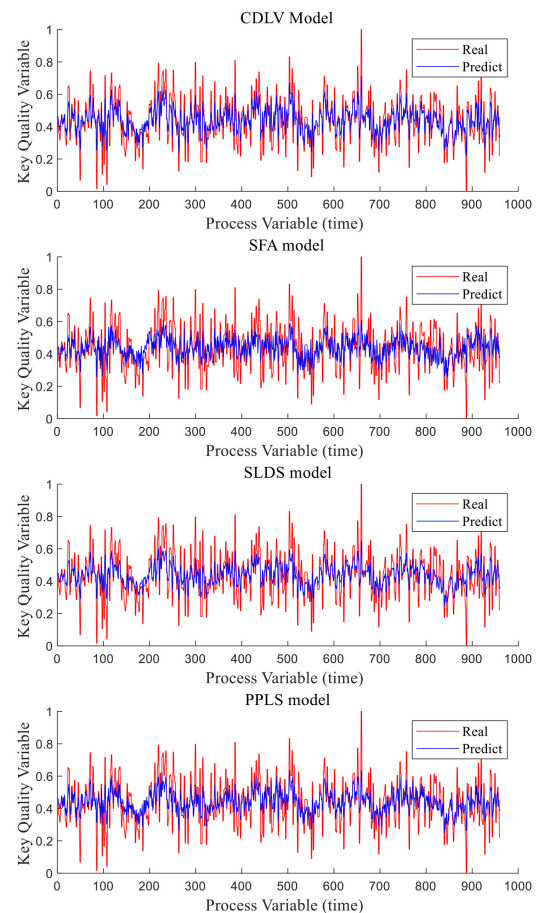 CDLV Model
Key Quality Variable
1
0.8
0.6
0.4
0.2
0
Real
Predict
0 100 200 300 400 500 600 700 800 900 1000
Process Variable (time)
SFA model
Key Quality Variable
1
0.8
0.6
0.4
0.2
0
Real
Predict
0 100 200 300 400 500 600 700 800 900 1000
Process Variable (time)
SLDS model
Key Quality Variable
1
0.8
0.6
0.4
0.2
0
Real
Predict
0 100 200 300 400 500 600 700 800 900 1000
Process Variable (time)
PPLS model
Key Quality Variable
1
0.8
0.6
0.4
0.2
0
Real
Predict
0 100 200 300 400 500 600 700 800 900 1000
Process Variable (time)